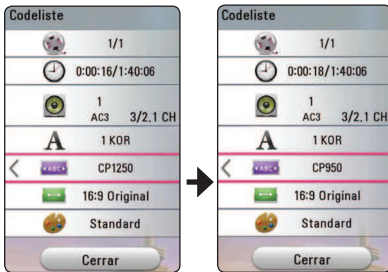 Codeliste
1/1
0:00:16/1:40:06
1
AC3 3/2.1 CH
A 1 KOR
ABC CP1250
16:9 Original
Standard
Cerrar
Codeliste
1/1
0:00:18/1:40:06
1
AC3 3/2.1 CH
A 1 KOR
ABC CP950
16:9 Original
Standard
Cerrar